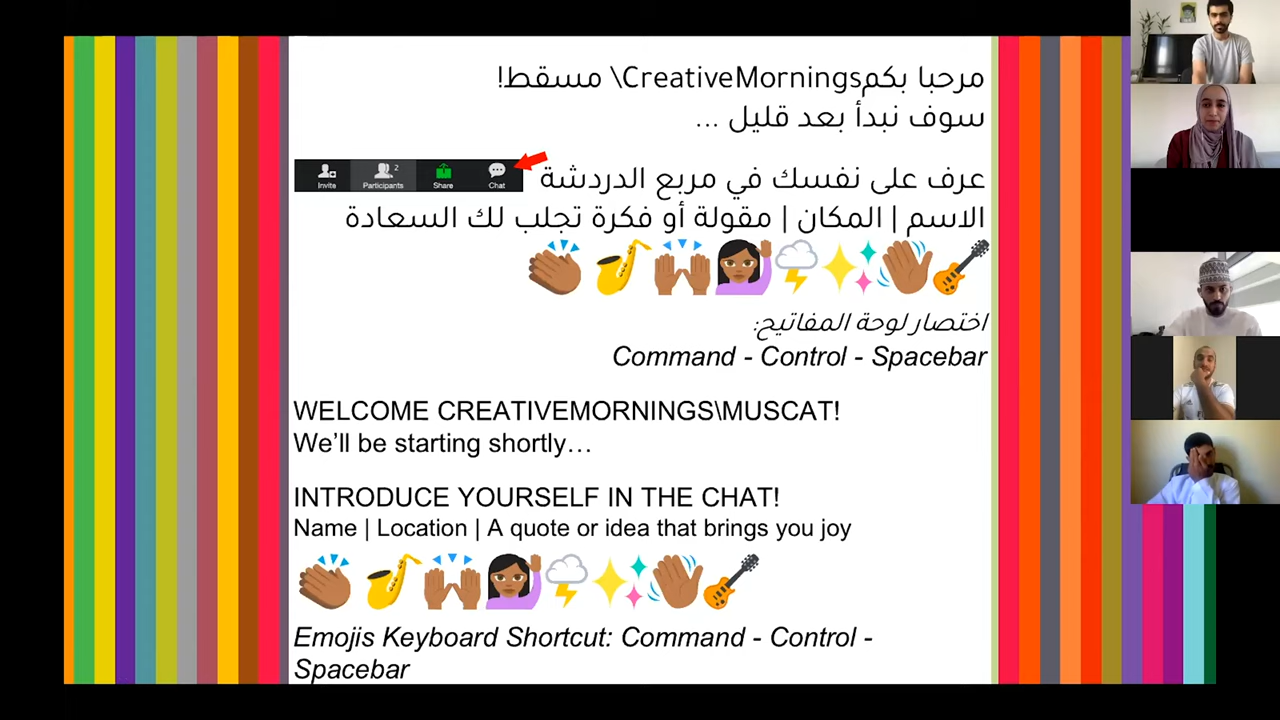 مرحبا بكمCreativeMornings\ مسقط!
سوف نبدأ بعد قليل ...
Invite
Participants 2
Share
Chat
عرف على نفسك في مربع الدردشة
الاسم | المكان | مقولة أو فكرة تجلب لك السعادة
اختصار لوحة المفاتيح:
Command - Control - Spacebar
WELCOME CREATIVEMORNINGS\MUSCAT!
We’ll be starting shortly…
INTRODUCE YOURSELF IN THE CHAT!
Name | Location | A quote or idea that brings you joy
Emojis Keyboard Shortcut: Command - Control -
Spacebar